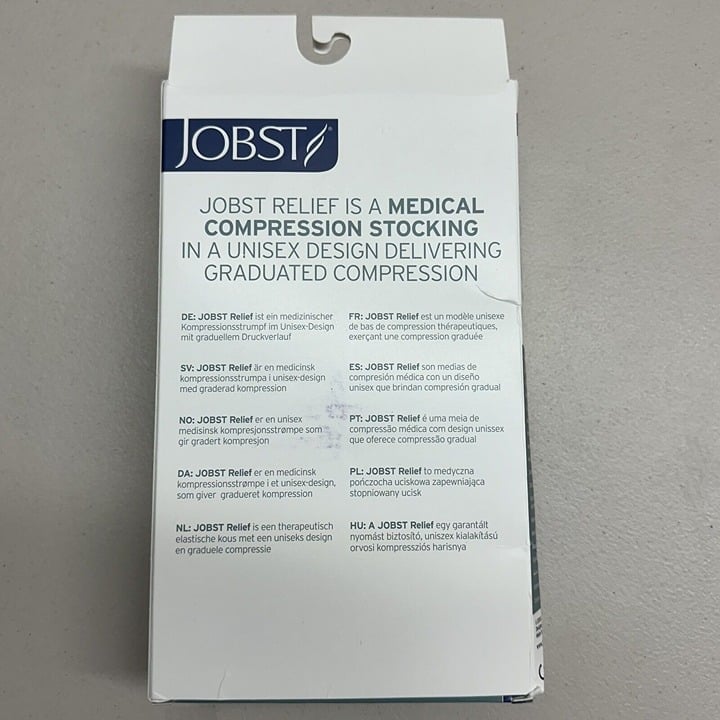 JOBST
JOBST RELIEF IS A MEDICAL
COMPRESSION STOCKING
IN A UNISEX DESIGN DELIVERING
GRADUATED COMPRESSION
DE: JOBST Relief ist ein medizinischer
Kompressionsstrumpf im Unisex-Design
mit graduellem Druckverlauf
SV: JOBST Relief är en medicinsk
kompressionsstrumpa i unisex-design
med graderad kompression
NO: JOBST Relief er en unisex
medisinsk kompresjonsstrømpe som
gir gradert kompresjon
DA: JOBST Relief er en medicinsk
kompressionsstrømpe i et unisex-design,
som giver gradueret kompression
NL: JOBST Relief is een therapeutisch
elastische kous met een uniseks design
en graduele compressie
FR: JOBST Relief est un modèle unisexe
de bas de compression thérapeutiques,
exerçant une compression graduée
ES: JOBST Relief son medias de
compresión médica con un diseño
unisex que brindan compresión gradual
PT: JOBST Relief é uma meia de
compressão médica com design unissex
que oferece compressão gradual
PL: JOBST Relief to medyczna
pończocha uciskowa zapewniająca
stopniowany ucisk
HU: A JOBST Relief egy garantált
nyomást biztosító, uniszex kialakítású
orvosi kompressziós harisnya